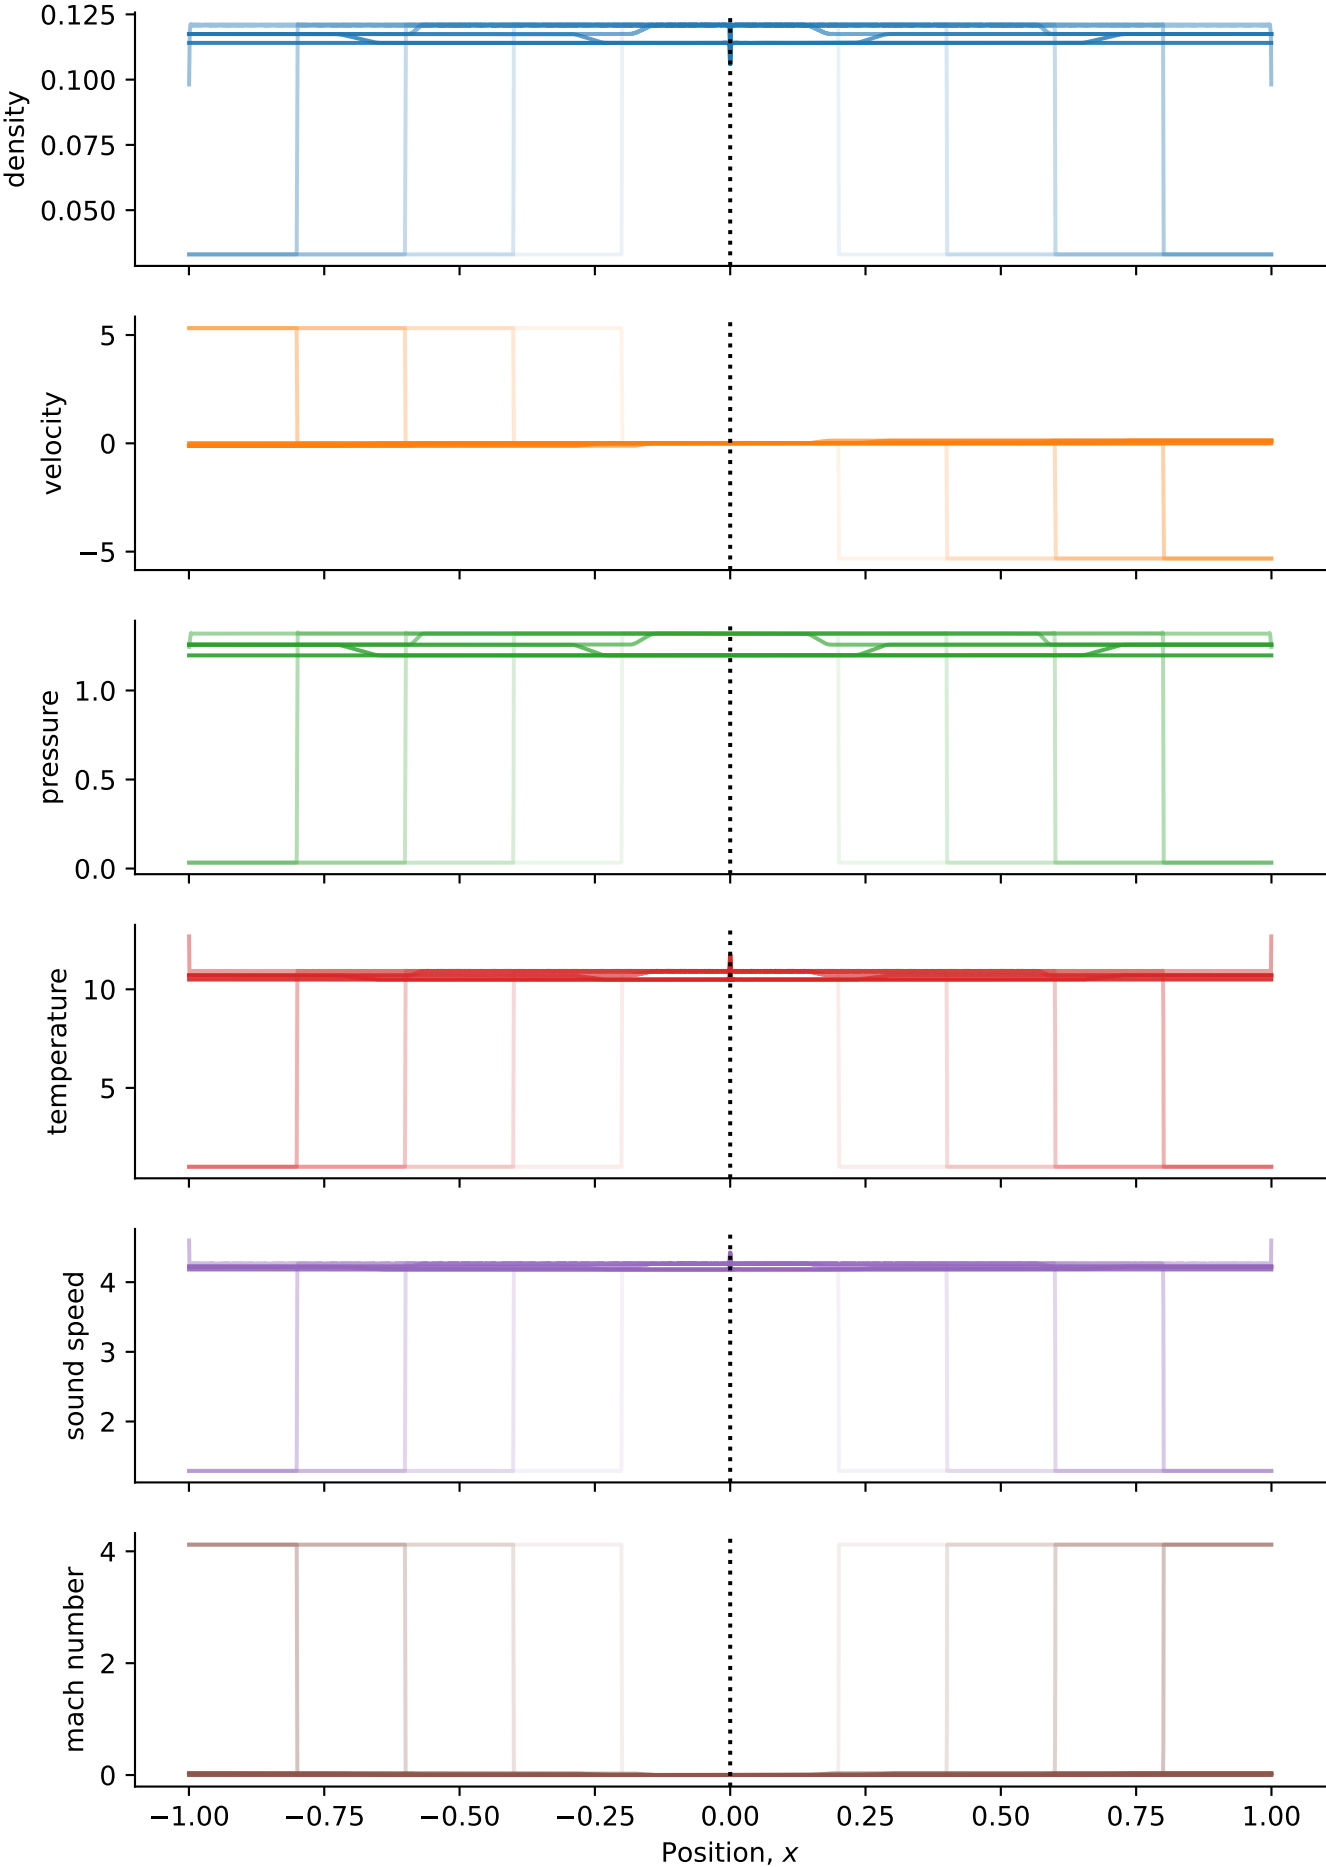 0.125
0.100
0.075
0.050
density
5
0
−5
velocity
1.0
0.5
0.0
pressure
10
5
temperature
4
3
2
sound speed
4
2
0
mach number
−1.00 −0.75 −0.50 −0.25 0.00 0.25 0.50 0.75 1.00
Position, x